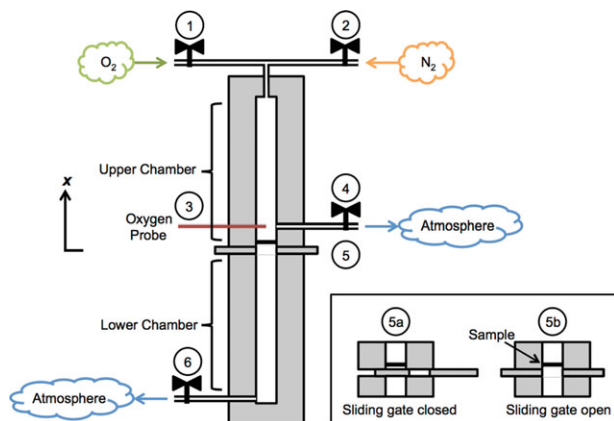 1
2
O2
N2
Upper Chamber
x
3
4
Oxygen
Probe
Atmosphere
5
Lower Chamber
5a
5b
6
Sample
Atmosphere
Sliding gate closed
Sliding gate open